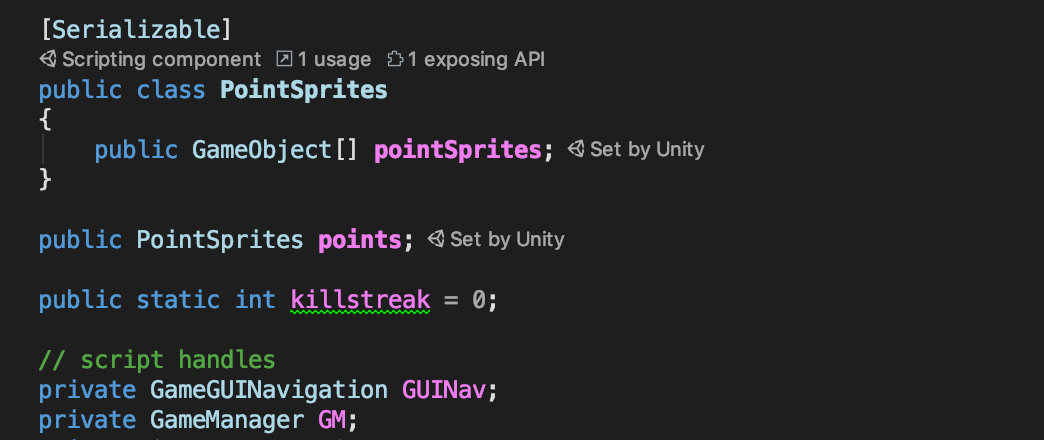 [Serializable]
Scripting component 1 usage 1 exposing API
public class PointSprites
{
public GameObject[] pointSprites; Set by Unity
}
public PointSprites points; Set by Unity
public static int killstreak = 0;
// script handles
private GameGUINavigation GUINav;
private GameManager GM;